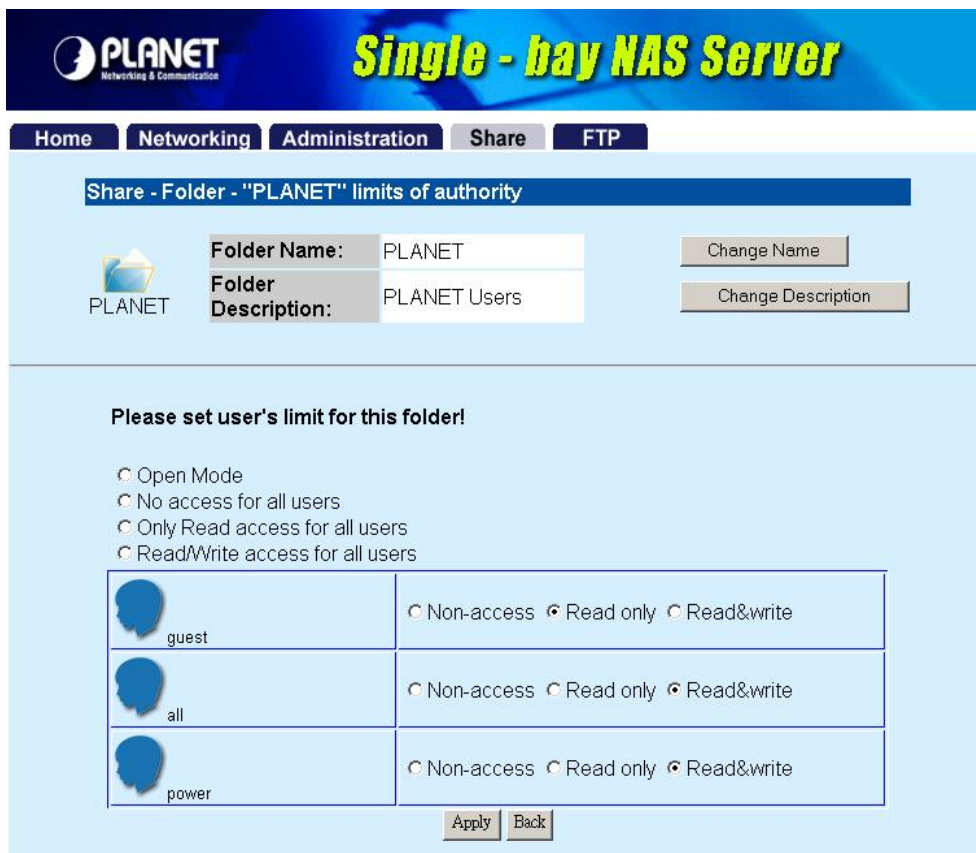 PLANET
Networking & Communication
Single - bay NAS Server
Home Networking Administration Share FTP
Share - Folder - "PLANET" limits of authority
PLANET
Folder Name: PLANET Change Name
Folder Description: PLANET Users Change Description
Please set user's limit for this folder!
Open Mode
No access for all users
Only Read access for all users
Read/Write access for all users
guest Non-access Read only Read&write
all Non-access Read only Read&write
power Non-access Read only Read&write
Apply Back